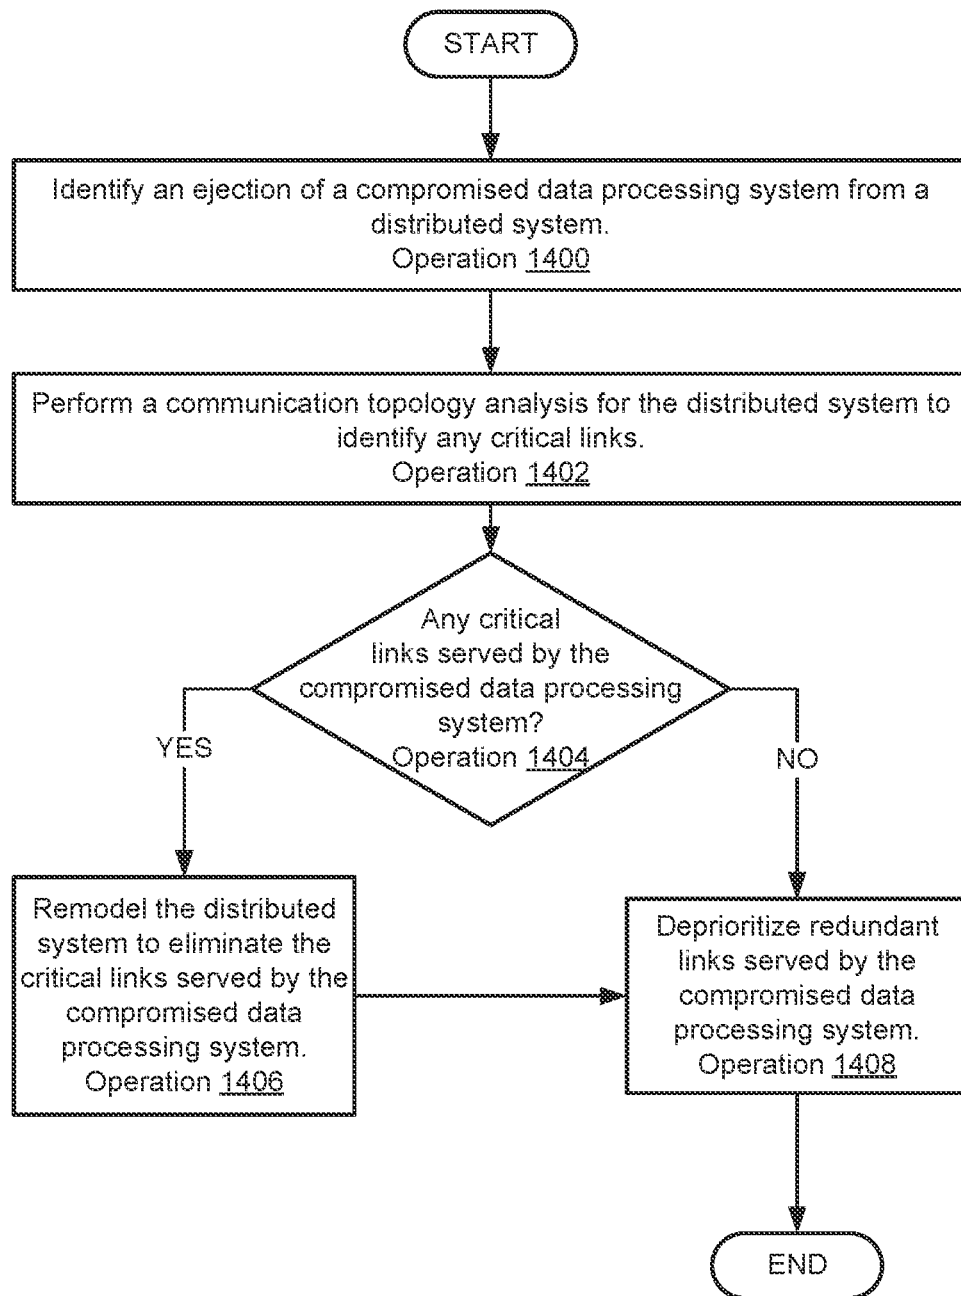 START
Identify an ejection of a compromised data processing system from a
distributed system.
Operation 1400
Perform a communication topology analysis for the distributed system to
identify any critical links.
Operation 1402
Any critical
links served by the
compromised data processing
system?
Operation 1404
YES
NO
Remodel the distributed
system to eliminate the
critical links served by the
compromised data
processing system.
Operation 1406
Deprioritize redundant
links served by the
compromised data
processing system.
Operation 1408
END